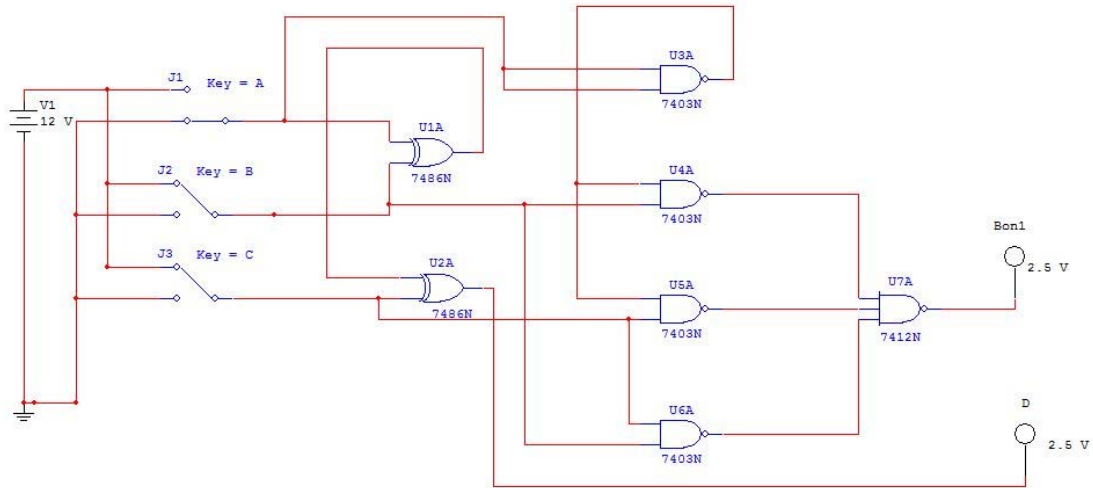 J1
Key = A
V1
12 V
J2
Key = B
J3
Key = C
U1A
7486N
U2A
7486N
U3A
7403N
U4A
7403N
U5A
7403N
U6A
7403N
U7A
7412N
Bon1
2.5 V
D
2.5 V